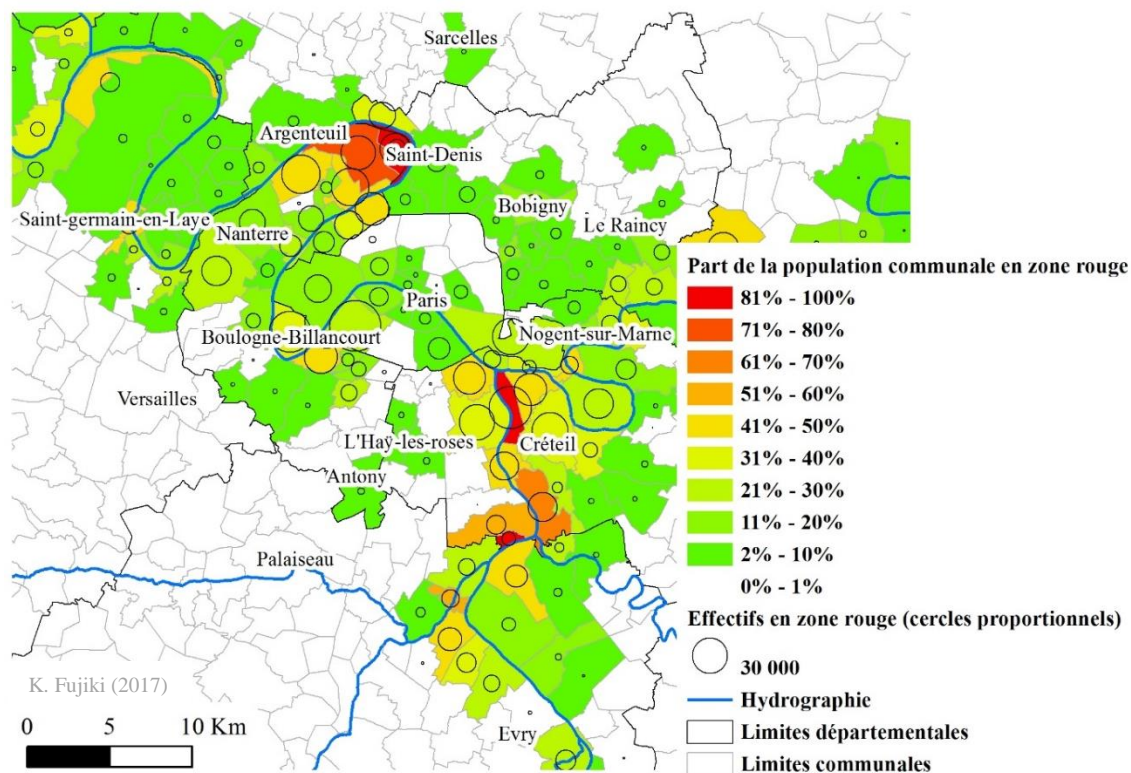 Sarcelles
Argenteuil
Saint-Denis
Bobigny
Le Raincy
Saint-germain-en-Laye
Nanterre
Paris
Nogent-sur-Marne
Boulogne-Billancourt
Versailles
L'Haÿ-les-roses
Créteil
Antony
Palaiseau
Evry
K. Fujiki (2017)
0 5 10 Km
Part de la population communale en zone rouge
81% - 100%
71% - 80%
61% - 70%
51% - 60%
41% - 50%
31% - 40%
21% - 30%
11% - 20%
2% - 10%
0% - 1%
Effectifs en zone rouge (cercles proportionnels)
30 000
Hydrographie
Limites départementales
Limites communales